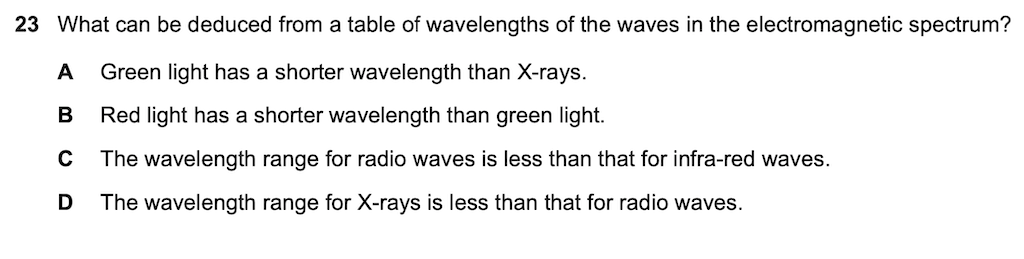 23 What can be deduced from a table of wavelengths of the waves in the electromagnetic spectrum?
A Green light has a shorter wavelength than X-rays.
B Red light has a shorter wavelength than green light.
C The wavelength range for radio waves is less than that for infra-red waves.
D The wavelength range for X-rays is less than that for radio waves.